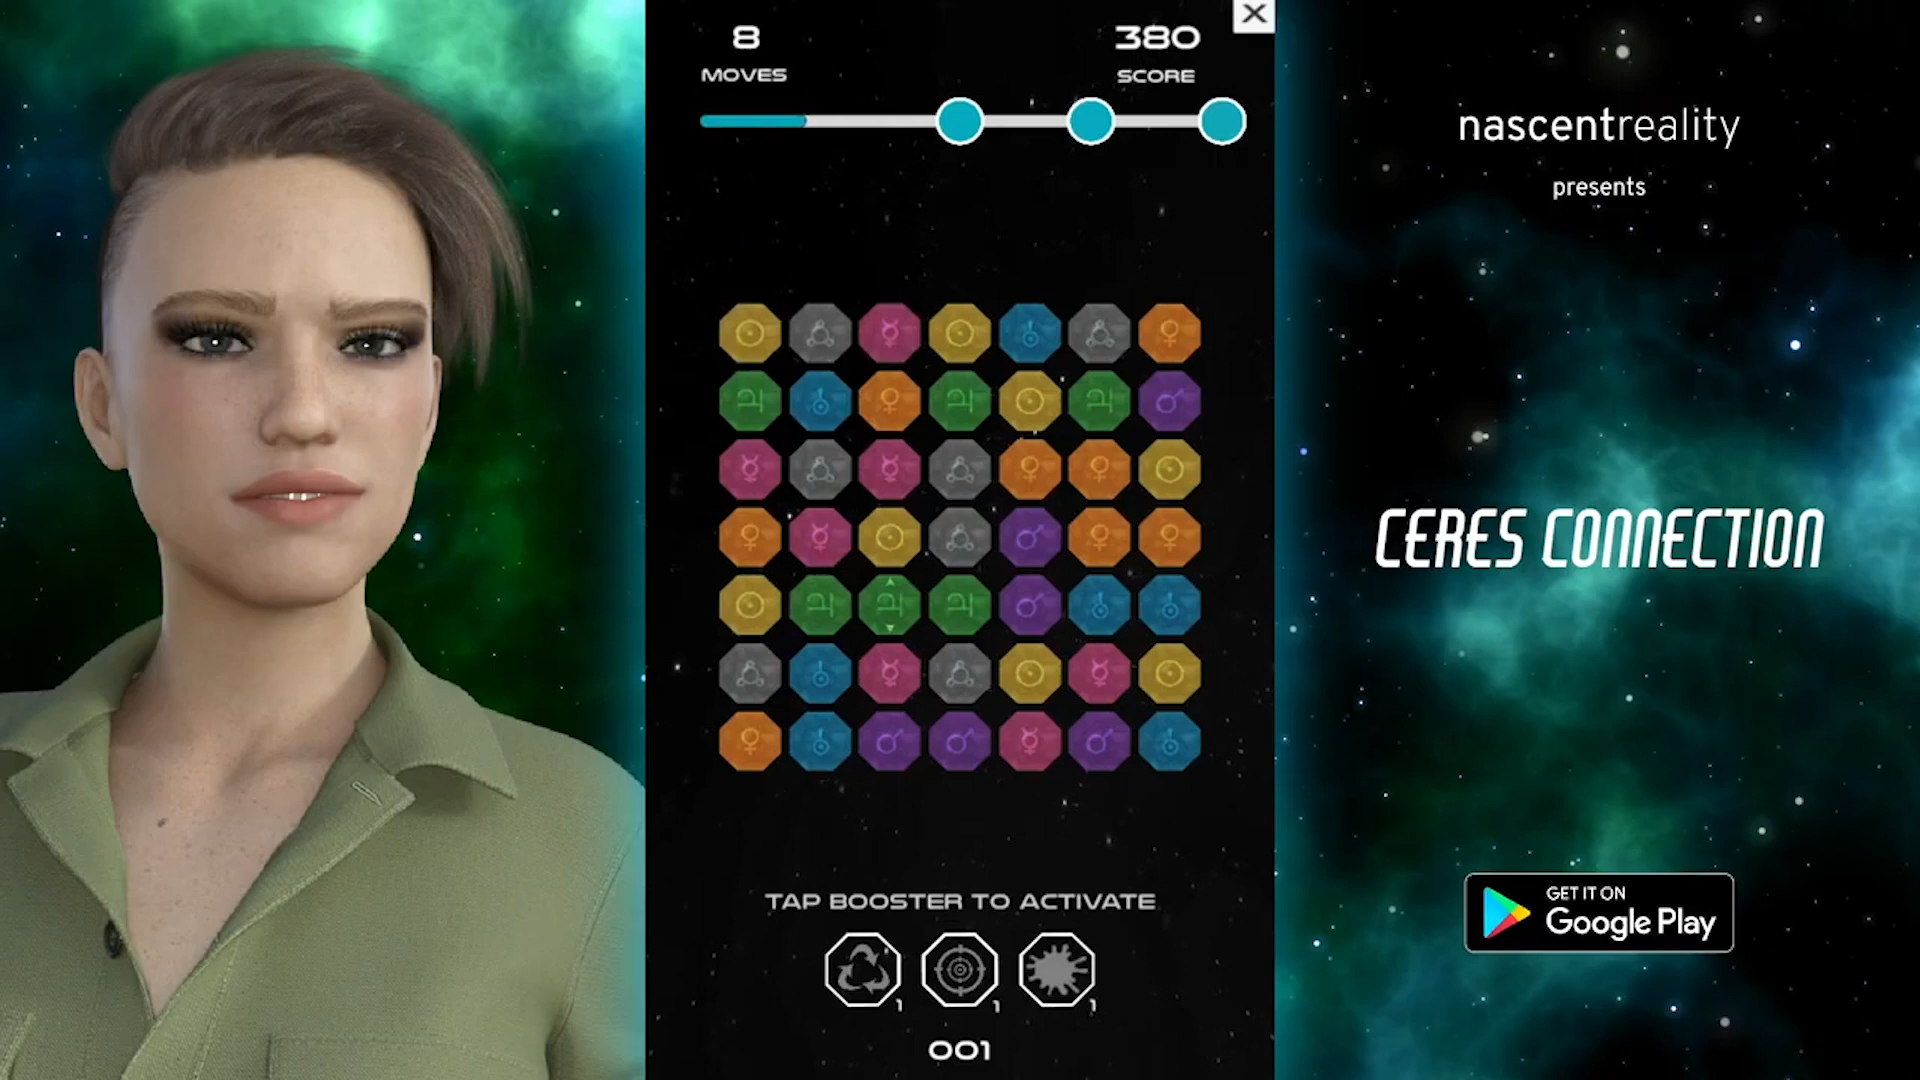 8
MOVES
380
SCORE
TAP BOOSTER TO ACTIVATE
1
1
1
001
nascentreality
presents
CERES CONNECTION
GET IT ON
Google Play